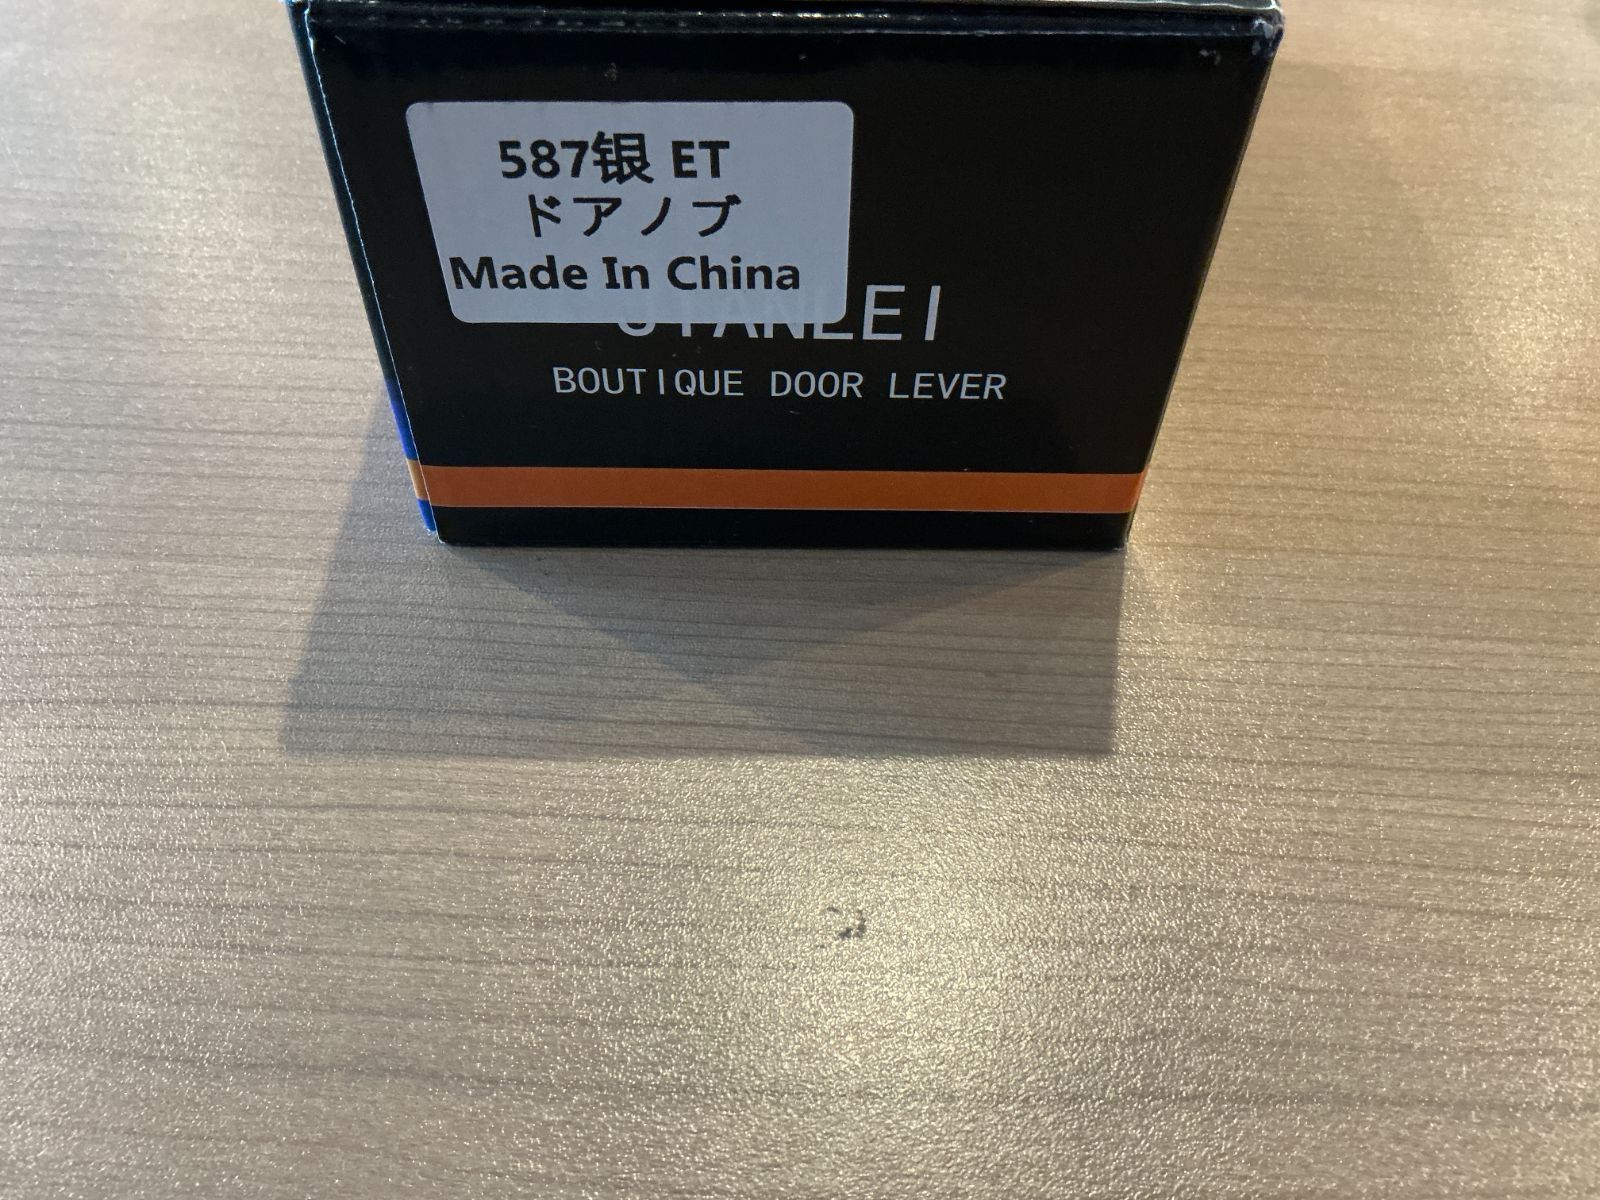 587银 ET
ドアノブ
Made In China
BOUTIQUE DOOR LEVER